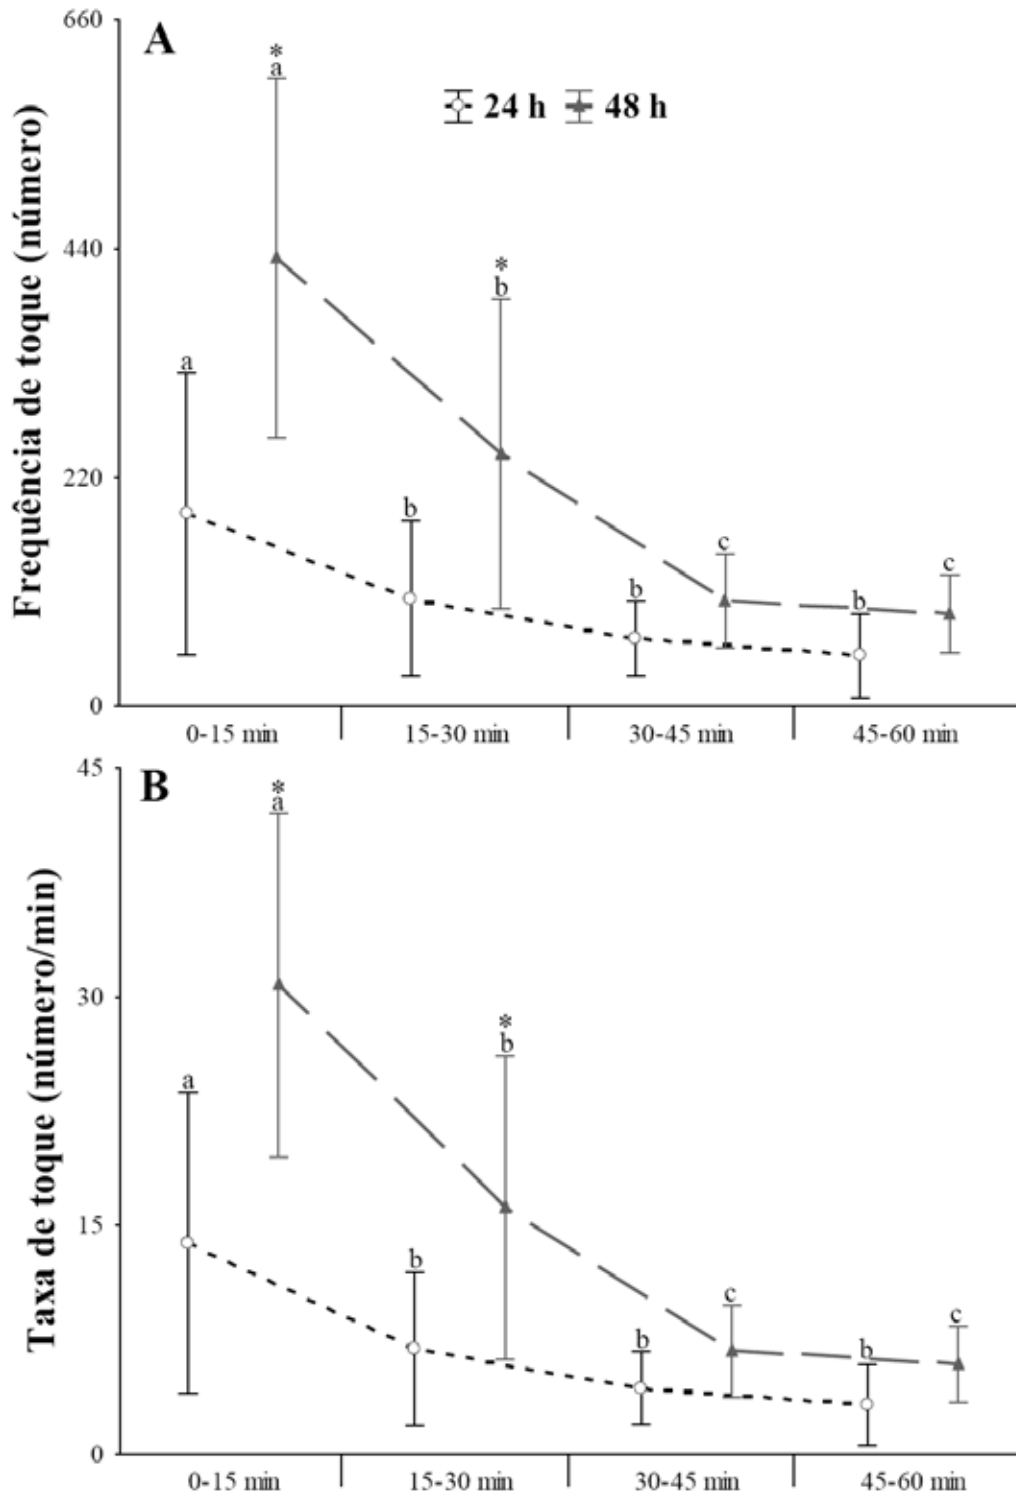 660
A
*
a
24 h 48 h
Frequência de toque (número)
440
*
b
a
220
b
c
b
c
b
0
0-15 min 15-30 min 30-45 min 45-60 min
45
B
*
a
Taxa de toque (número/min)
30
*
b
a
15
b
c
b
c
b
0
0-15 min 15-30 min 30-45 min 45-60 min